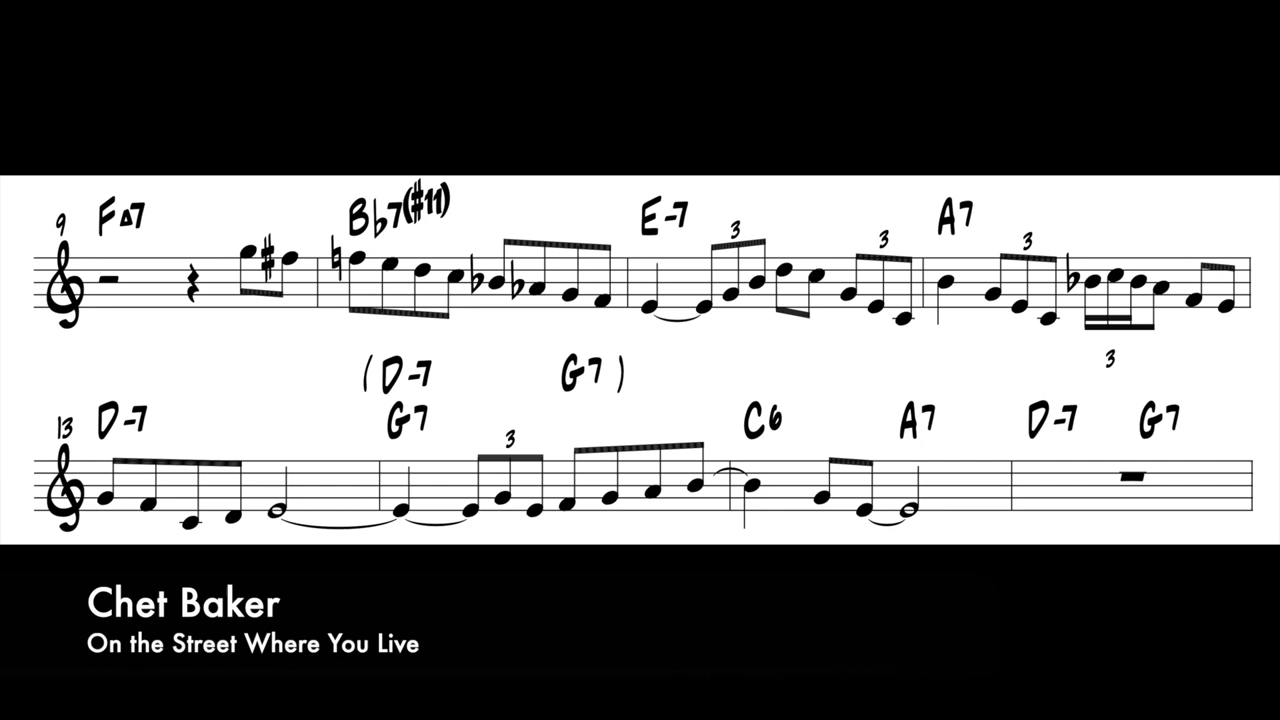 9 F△7 B♭7(#11) E-7 A7
3 3 3
3
(D-7 G7)
13 D-7 G7 C6 A7 D-7 G7
3
Chet Baker
On the Street Where You Live